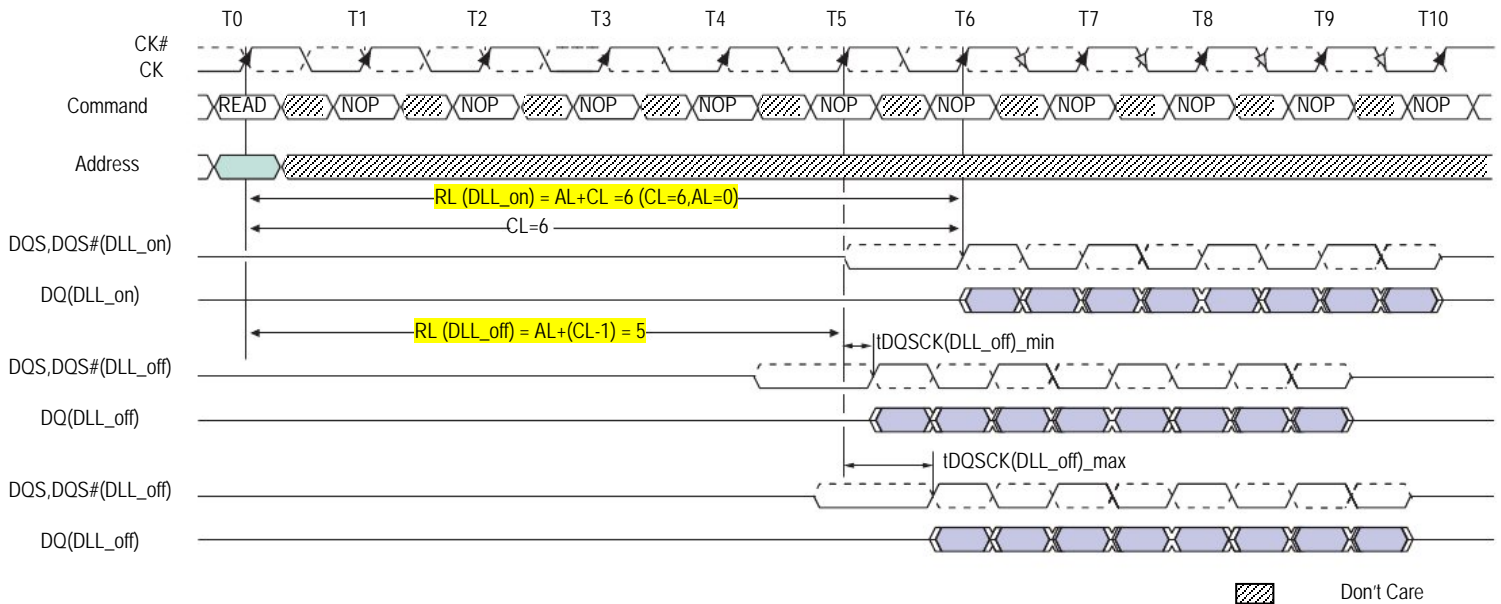 T0 T1 T2 T3 T4 T5 T6 T7 T8 T9 T10
CK#
CK
Command READ NOP NOP NOP NOP NOP NOP NOP NOP NOP NOP
Address
RL (DLL_on) = AL+CL =6 (CL=6,AL=0)
CL=6
DQS,DQS#(DLL_on)
DQ(DLL_on)
RL (DLL_off) = AL+(CL-1) = 5
tDQSCK(DLL_off)_min
DQS,DQS#(DLL_off)
DQ(DLL_off)
tDQSCK(DLL_off)_max
DQS,DQS#(DLL_off)
DQ(DLL_off)
Don't Care